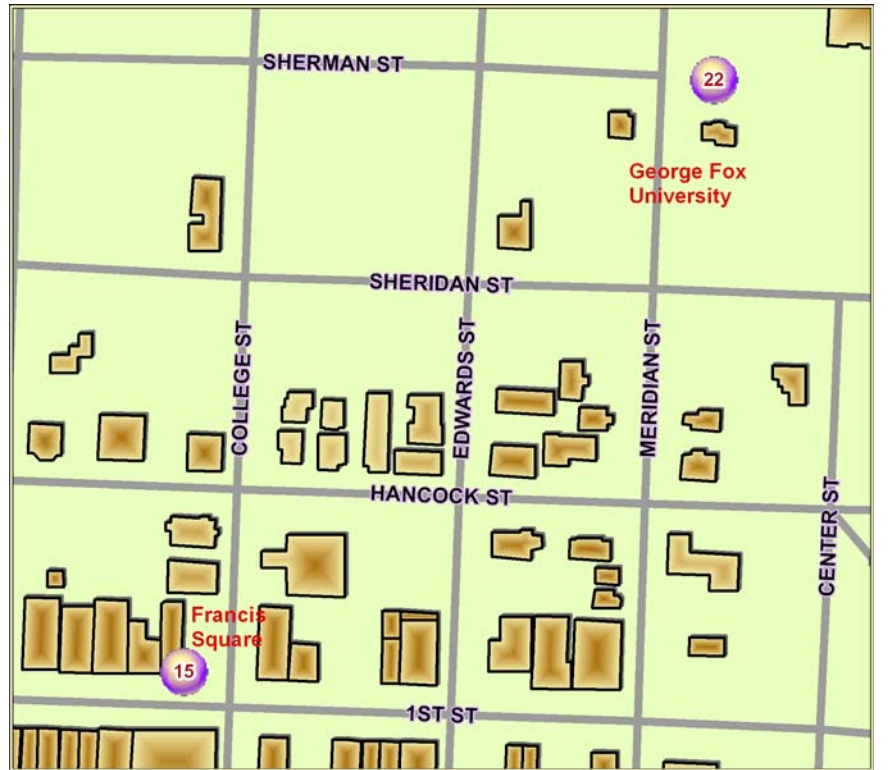 SHERMAN ST
22
George Fox
University
SHERIDAN ST
COLLEGE ST
EDWARDS ST
MERIDIAN ST
HANCOCK ST
CENTER ST
Francis
Square
15
1ST ST